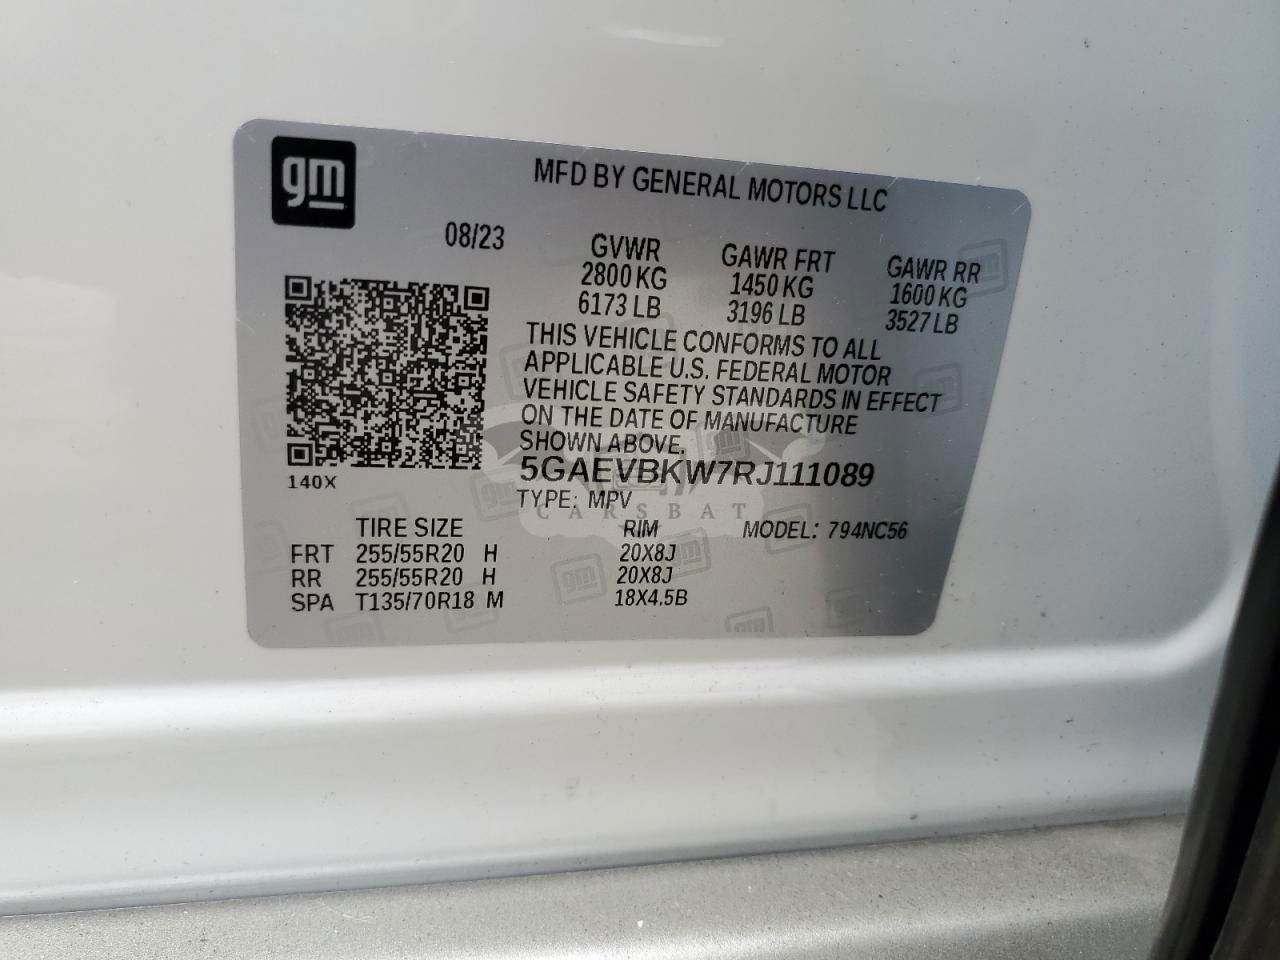 gm
MFD BY GENERAL MOTORS LLC
08/23
GVWR GAWR FRT GAWR RR
2800 KG 1450 KG 1600 KG
6173 LB 3196 LB 3527 LB
THIS VEHICLE CONFORMS TO ALL
APPLICABLE U.S. FEDERAL MOTOR
VEHICLE SAFETY STANDARDS IN EFFECT
ON THE DATE OF MANUFACTURE
SHOWN ABOVE.
140X
5GAEVBKW7RJ111089
TYPE: MPV
CARSBAT
TIRE SIZE RIM MODEL: 794NC56
FRT 255/55R20 H 20X8J
RR 255/55R20 H 20X8J
SPA T135/70R18 M 18X4.5B